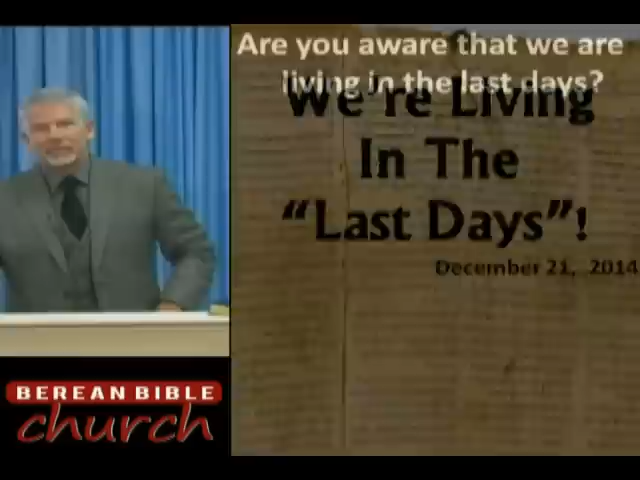 Are you aware that we are
living in the last days?
We're Living
In The
“Last Days”!
December 21, 2014
BEREAN BIBLE
church